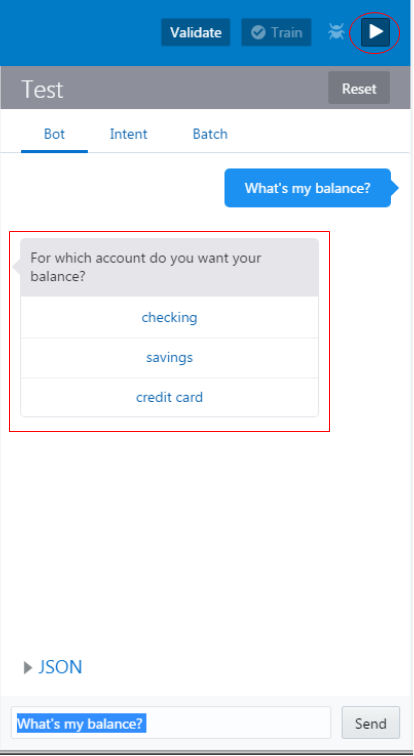 Validate Train
Test Reset
Bot Intent Batch
What's my balance?
For which account do you want your
balance?
checking
savings
credit card
JSON
What's my balance? Send